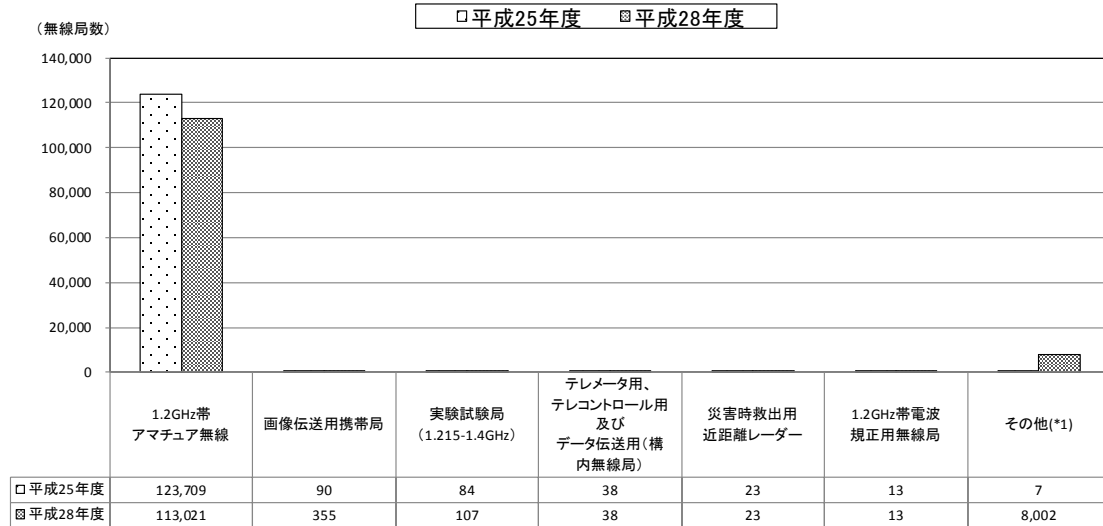 □平成25年度 平成28年度
（無線局数）
140,000
120,000
100,000
80,000
60,000
40,000
20,000
0
1.2GHz帯
アマチュア無線
画像伝送用携帯局
実験試験局
（1.215-1.4GHz）
テレメータ用、
テレコントロール用
及び
データ伝送用（構
内無線局）
災害時救出用
近距離レーダー
1.2GHz帯電波
規正用無線局
その他(*1)
□平成25年度 123,709 90 84 38 23 13 7
平成28年度 113,021 355 107 38 23 13 8,002